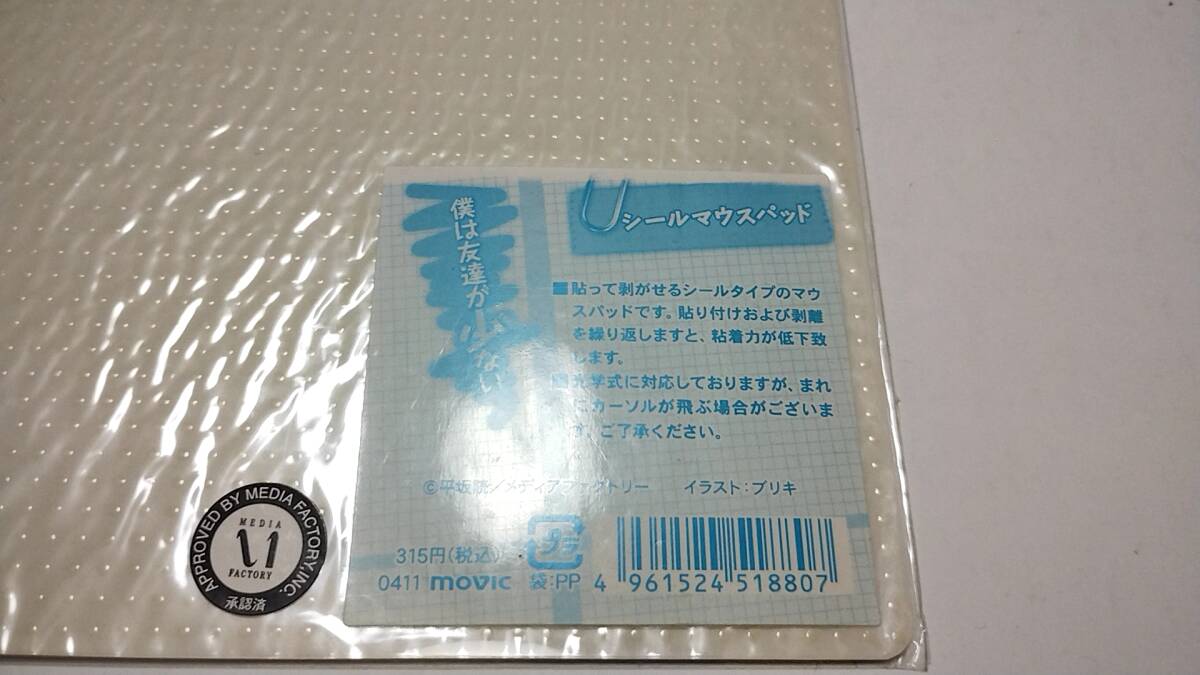 僕は友達が少ない
シールマウスパッド
■貼って剥がせるシールタイプのマウ
スパッドです。貼り付けおよび剥離
を繰り返しますと、粘着力が低下致
します。
■光学式に対応しておりますが、まれ
にカーソルが飛ぶ場合がございま
す。ご了承ください。
©平坂読／メディアファクトリー　イラスト：ブリキ
315円(税込)
プラ
0411 movic 袋：PP
4 961524 518807
APPROVED BY MEDIA FACTORY, INC.
MEDIA
FACTORY
承認済